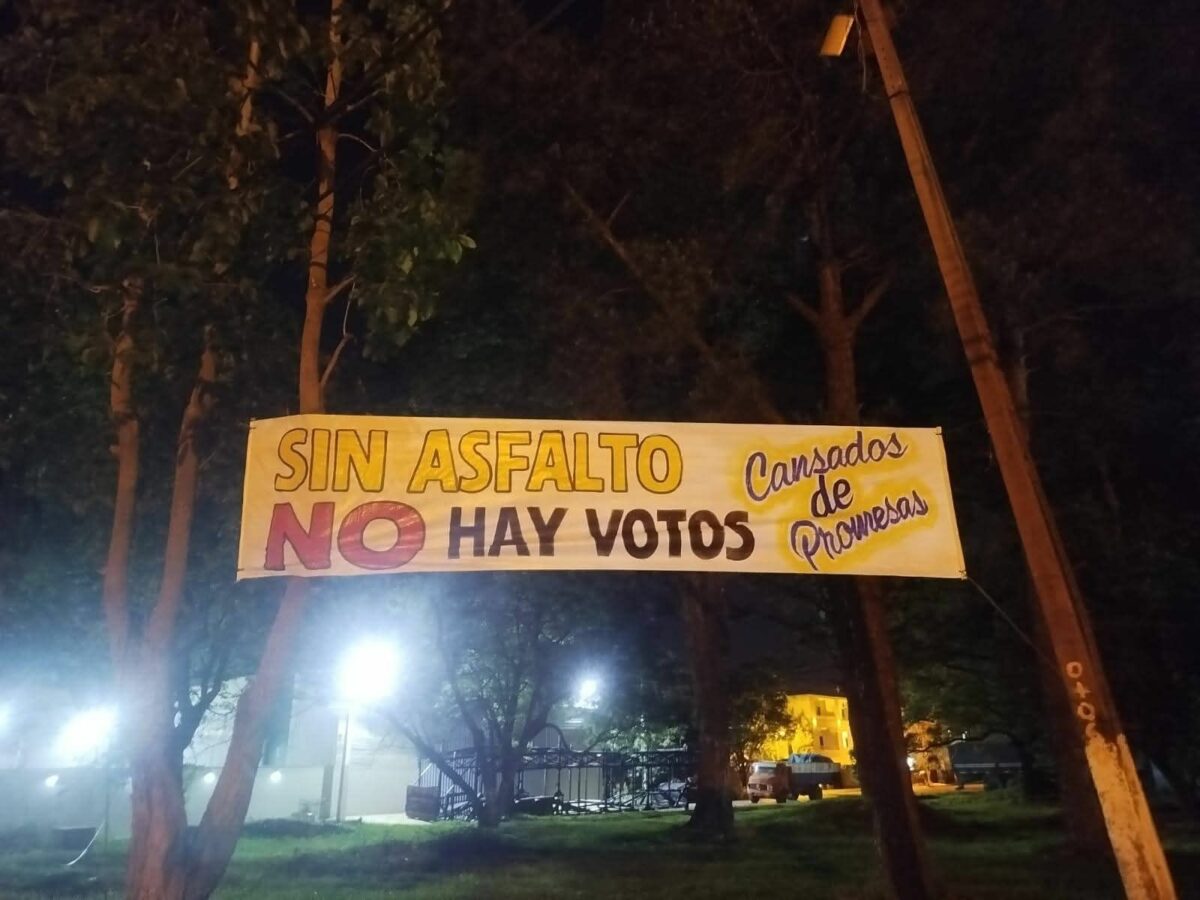 SIN ASFALTO
NO HAY VOTOS
Cansados
de
Promesas